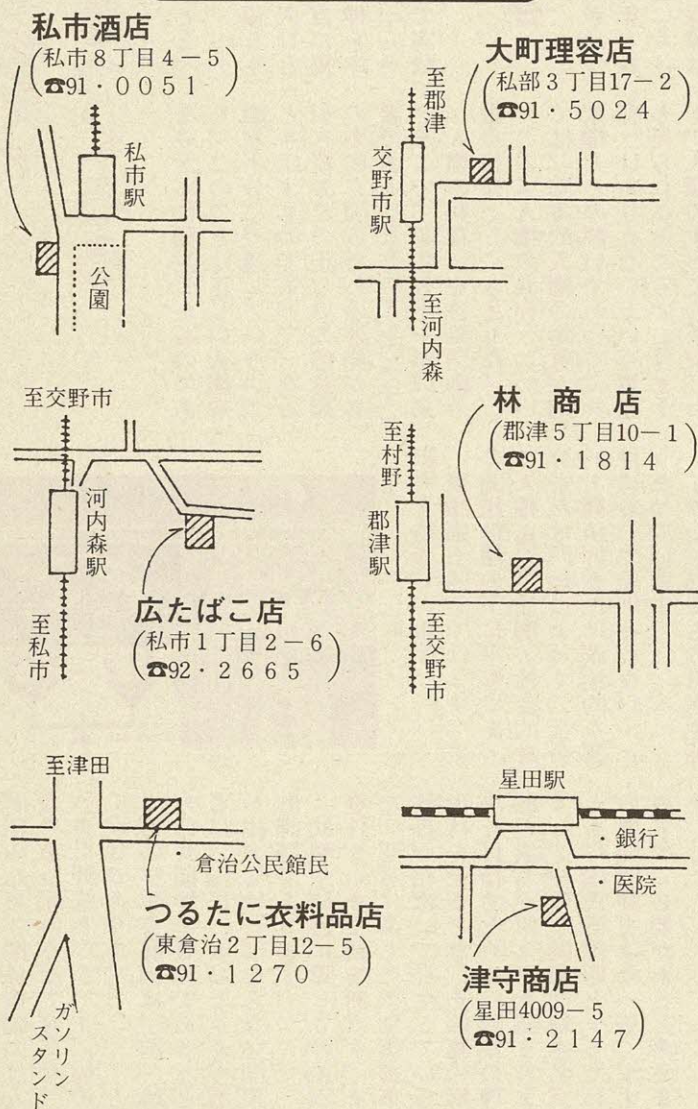 私市酒店
(私市8丁目4−5)
(☎91・0051)
私市駅
公園
大町理容店
(私部3丁目17−2)
(☎91・5024)
至郡津
交野市駅
至河内森
至交野市
河内森駅
至私市
広たばこ店
(私市1丁目2−6)
(☎92・2665)
林商店
(郡津5丁目10−1)
(☎91・1814)
至村野
郡津駅
至交野市
至津田
・倉治公民館民
つるたに衣料品店
(東倉治2丁目12−5)
(☎91・1270)
ガソリン
スタンド
星田駅
・銀行
・医院
津守商店
(星田4009−5)
(☎91・2147)